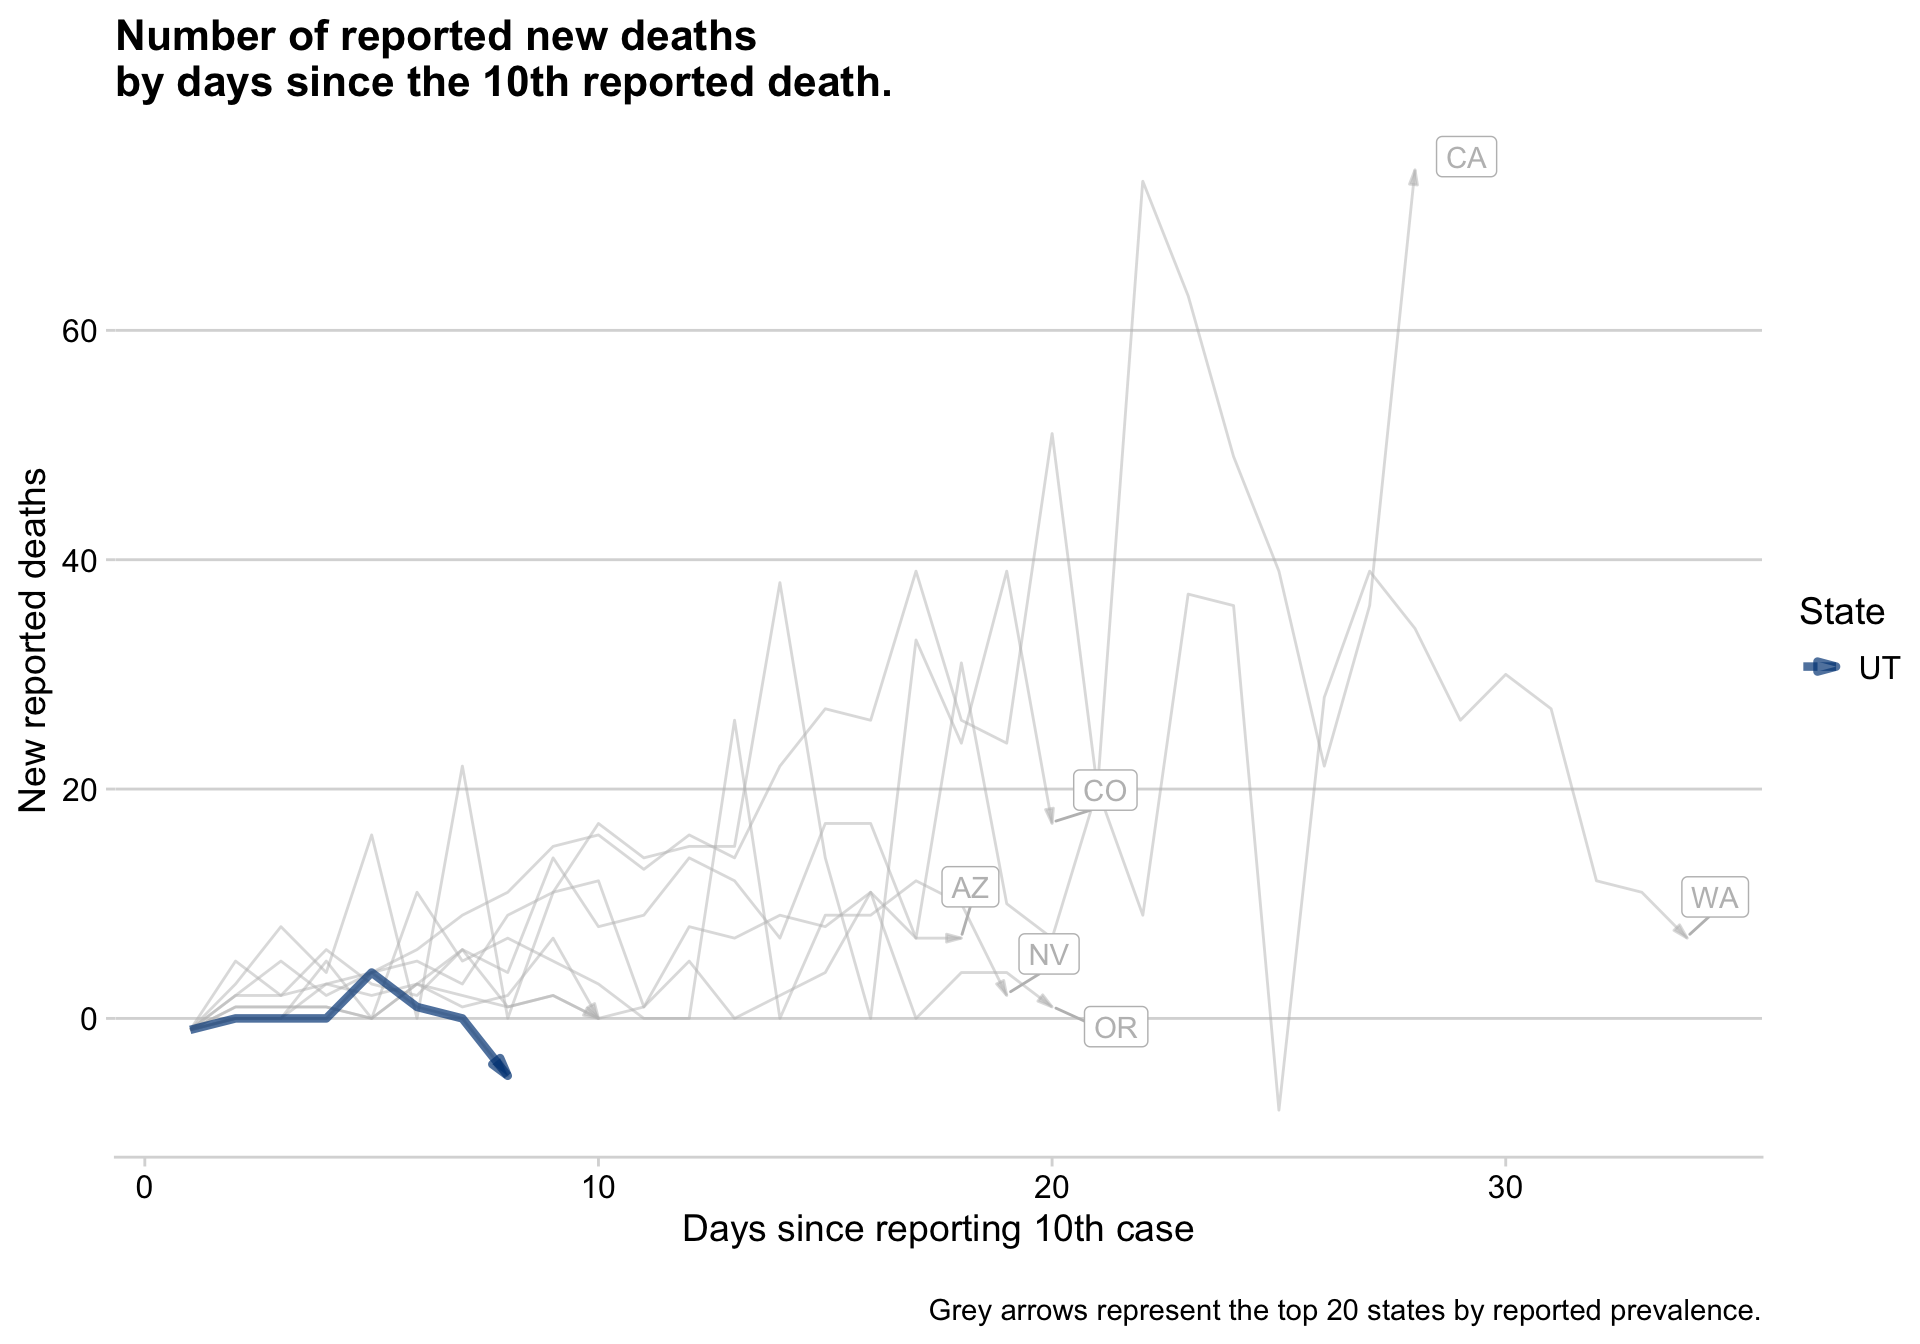 Number of reported new deaths
by days since the 10th reported death.
CA
60
40
New reported deaths
State
UT
20
CO
AZ
WA
NV
0
OR
0 10 20 30
Days since reporting 10th case
Grey arrows represent the top 20 states by reported prevalence.